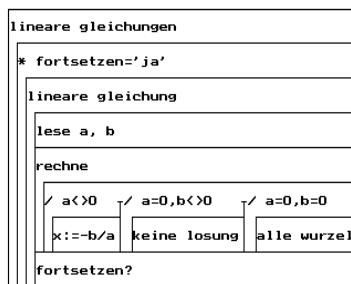 lineare gleichungen
* fortsetzen='ja'
lineare gleichung
lese a, b
rechne
/ a<>0 / a=0,b<>0 / a=0,b=0
x:=-b/a keine losung alle wurzel
fortsetzen?